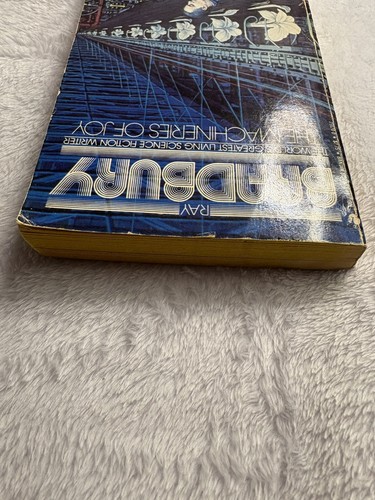 RAY
BRADBURY
THE WORLD'S GREATEST LIVING SCIENCE FICTION WRITER
THE MACHINERIES OF JOY